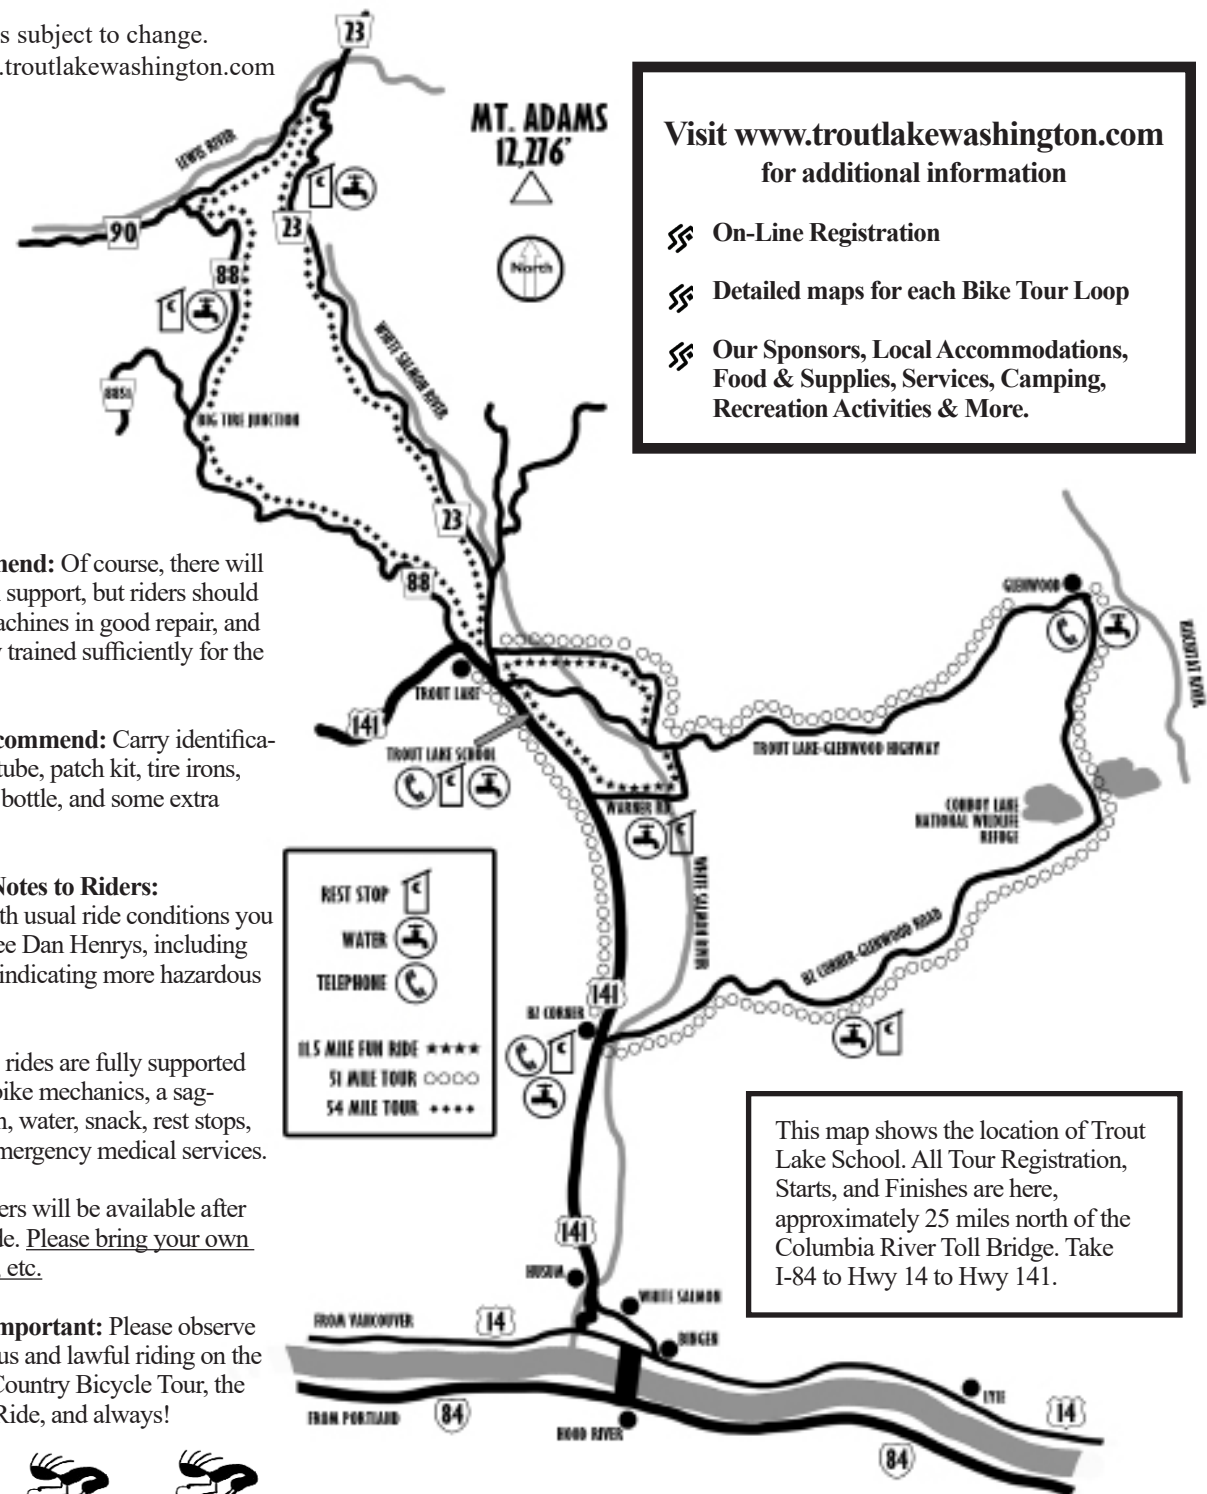 s subject to change.
.troutlakewashington.com
23
LEWIS RIVER
MT. ADAMS
12,276'
North
90
23
88
WHITE SALMON RIVER
BIG TIRE JUNCTION
23
88
Visit www.troutlakewashington.com
for additional information
On-Line Registration
Detailed maps for each Bike Tour Loop
Our Sponsors, Local Accommodations,
Food & Supplies, Services, Camping,
Recreation Activities & More.
mend: Of course, there will
support, but riders should
achines in good repair, and
y trained sufficiently for the
commend: Carry identifica-
tube, patch kit, tire irons,
bottle, and some extra
Notes to Riders:
th usual ride conditions you
ee Dan Henrys, including
indicating more hazardous
rides are fully supported
bike mechanics, a sag-
n, water, snack, rest stops,
mergency medical services.
ers will be available after
de. Please bring your own
, etc.
mportant: Please observe
us and lawful riding on the
Country Bicycle Tour, the
Ride, and always!
GLENWOOD
KLICKITAT RIVER
TROUT LAKE
141
TROUT LAKE SCHOOL
TROUT LAKE-GLENWOOD HIGHWAY
WARNER RD.
CONBOY LAKE
NATIONAL WILDLIFE
REFUGE
WHITE SALMON RIVER
BZ CORNER-GLENWOOD ROAD
REST STOP
WATER
TELEPHONE
11.5 MILE FUN RIDE
51 MILE TOUR
54 MILE TOUR
141
BZ CORNER
141
HUSUM
WHITE SALMON
BINGEN
FROM VANCOUVER
14
FROM PORTLAND
84
HOOD RIVER
LYLE
14
84
This map shows the location of Trout
Lake School. All Tour Registration,
Starts, and Finishes are here,
approximately 25 miles north of the
Columbia River Toll Bridge. Take
I-84 to Hwy 14 to Hwy 141.